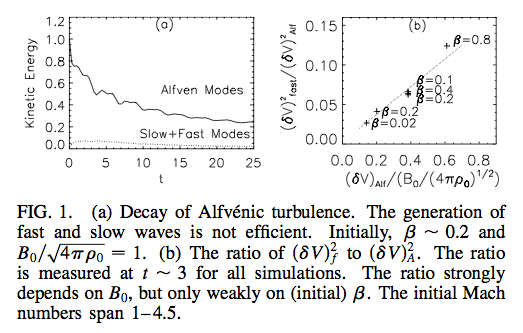 (a)
1.0
0.8
0.6
0.4
0.2
0.0
Kinetic Energy
Alfven Modes
Slow+Fast Modes
0 5 10 15 20 25
t
(b)
0.15
0.10
0.05
0.00
(δV)²fast/(δV)²Alf
β=0.8
β=0.1
β=0.4
β=0.2
β=0.2
β=0.02
0.0 0.2 0.4 0.6 0.8
(δV)Alf/(B₀/(4πρ₀)^1/2)
FIG. 1. (a) Decay of Alfvénic turbulence. The generation of
fast and slow waves is not efficient. Initially, β ∼ 0.2 and
B₀/√4πρ₀ = 1. (b) The ratio of (δV)²f to (δV)²A. The ratio
is measured at t ∼ 3 for all simulations. The ratio strongly
depends on B₀, but only weakly on (initial) β. The initial Mach
numbers span 1–4.5.